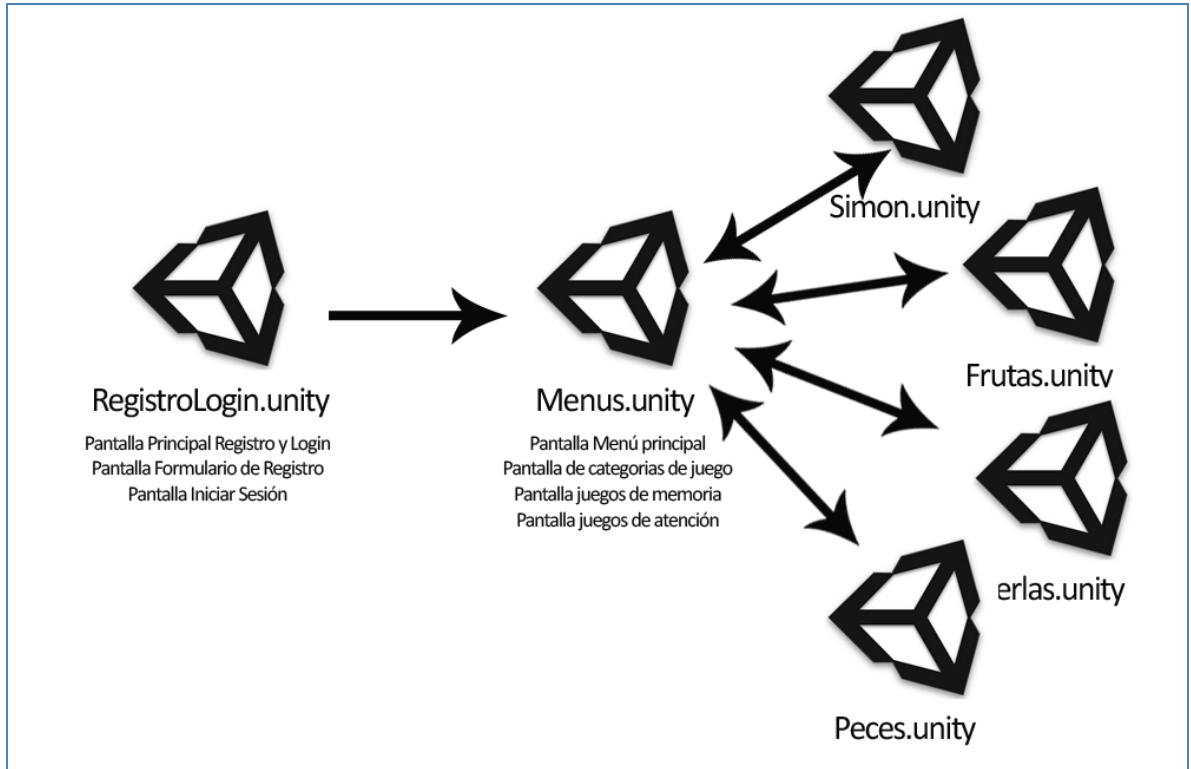 Simon.unity
Frutas.unity
RegistroLogin.unity
Menus.unity
Pantalla Principal Registro y Login
Pantalla Formulario de Registro
Pantalla Iniciar Sesión
Pantalla Menú principal
Pantalla de categorias de juego
Pantalla juegos de memoria
Pantalla juegos de atención
erlas.unity
Peces.unity